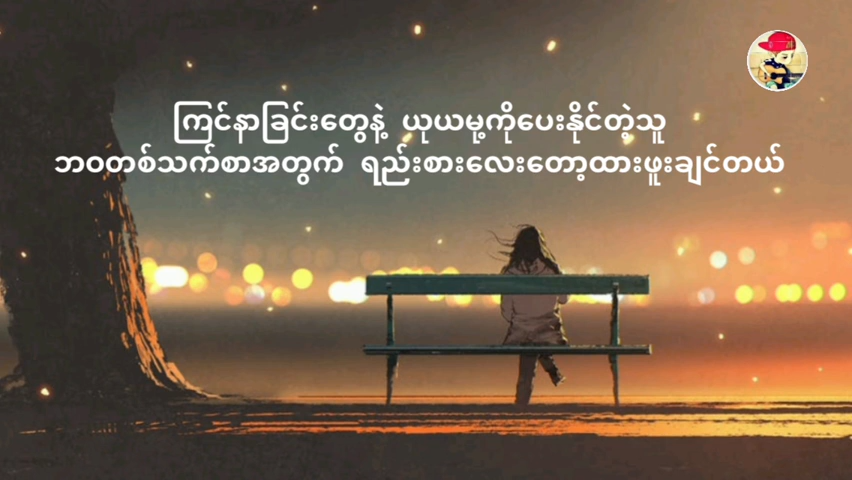 ကြင်နာခြင်းတွေနဲ့ ယုယမှု့ကိုပေးနိုင်တဲ့သူ
ဘဝတစ်သက်စာအတွက် ရည်းစားလေးတော့ထားဖူးချင်တယ်